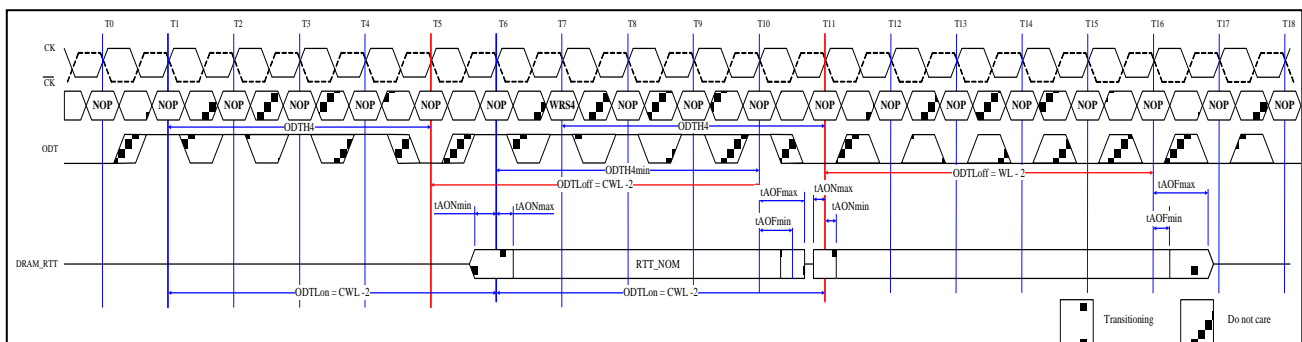 T0 T1 T2 T3 T4 T5 T6 T7 T8 T9 T10 T11 T12 T13 T14 T15 T16 T17 T18
CK
CK
NOP NOP NOP NOP NOP NOP NOP WRS4 NOP NOP NOP NOP NOP NOP NOP NOP NOP NOP NOP
ODTH4 ODTH4
ODT
ODTH4min ODTLoff = WL - 2
ODTLoff = CWL -2
tAOFmax tAONmax tAOFmax
tAONmin tAONmax tAONmin
tAOFmin tAOFmin
DRAM_RTT RTT_NOM
ODTLon = CWL -2 ODTLon = CWL -2
Transitioning Do not care